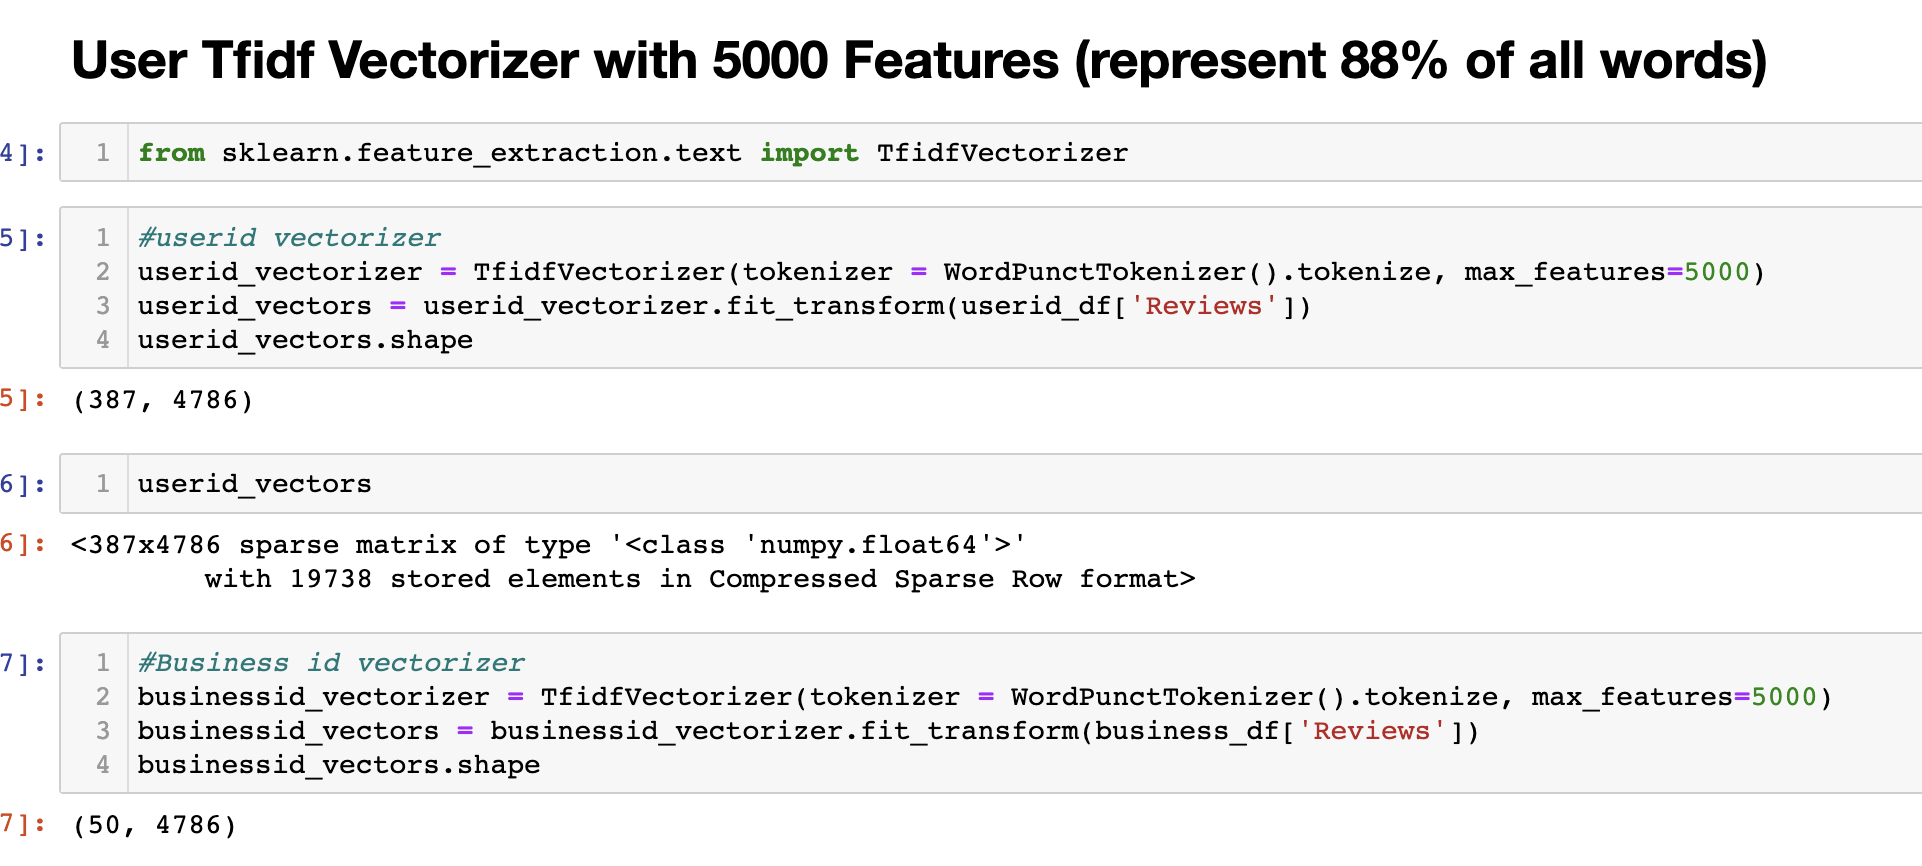 User Tfidf Vectorizer with 5000 Features (represent 88% of all words)
4]: 1 from sklearn.feature_extraction.text import TfidfVectorizer
5]: 1 #userid vectorizer
2 userid_vectorizer = TfidfVectorizer(tokenizer = WordPunctTokenizer().tokenize, max_features=5000)
3 userid_vectors = userid_vectorizer.fit_transform(userid_df['Reviews'])
4 userid_vectors.shape
5]: (387, 4786)
6]: 1 userid_vectors
6]: <387x4786 sparse matrix of type '<class 'numpy.float64'>'
with 19738 stored elements in Compressed Sparse Row format>
7]: 1 #Business id vectorizer
2 businessid_vectorizer = TfidfVectorizer(tokenizer = WordPunctTokenizer().tokenize, max_features=5000)
3 businessid_vectors = businessid_vectorizer.fit_transform(business_df['Reviews'])
4 businessid_vectors.shape
7]: (50, 4786)